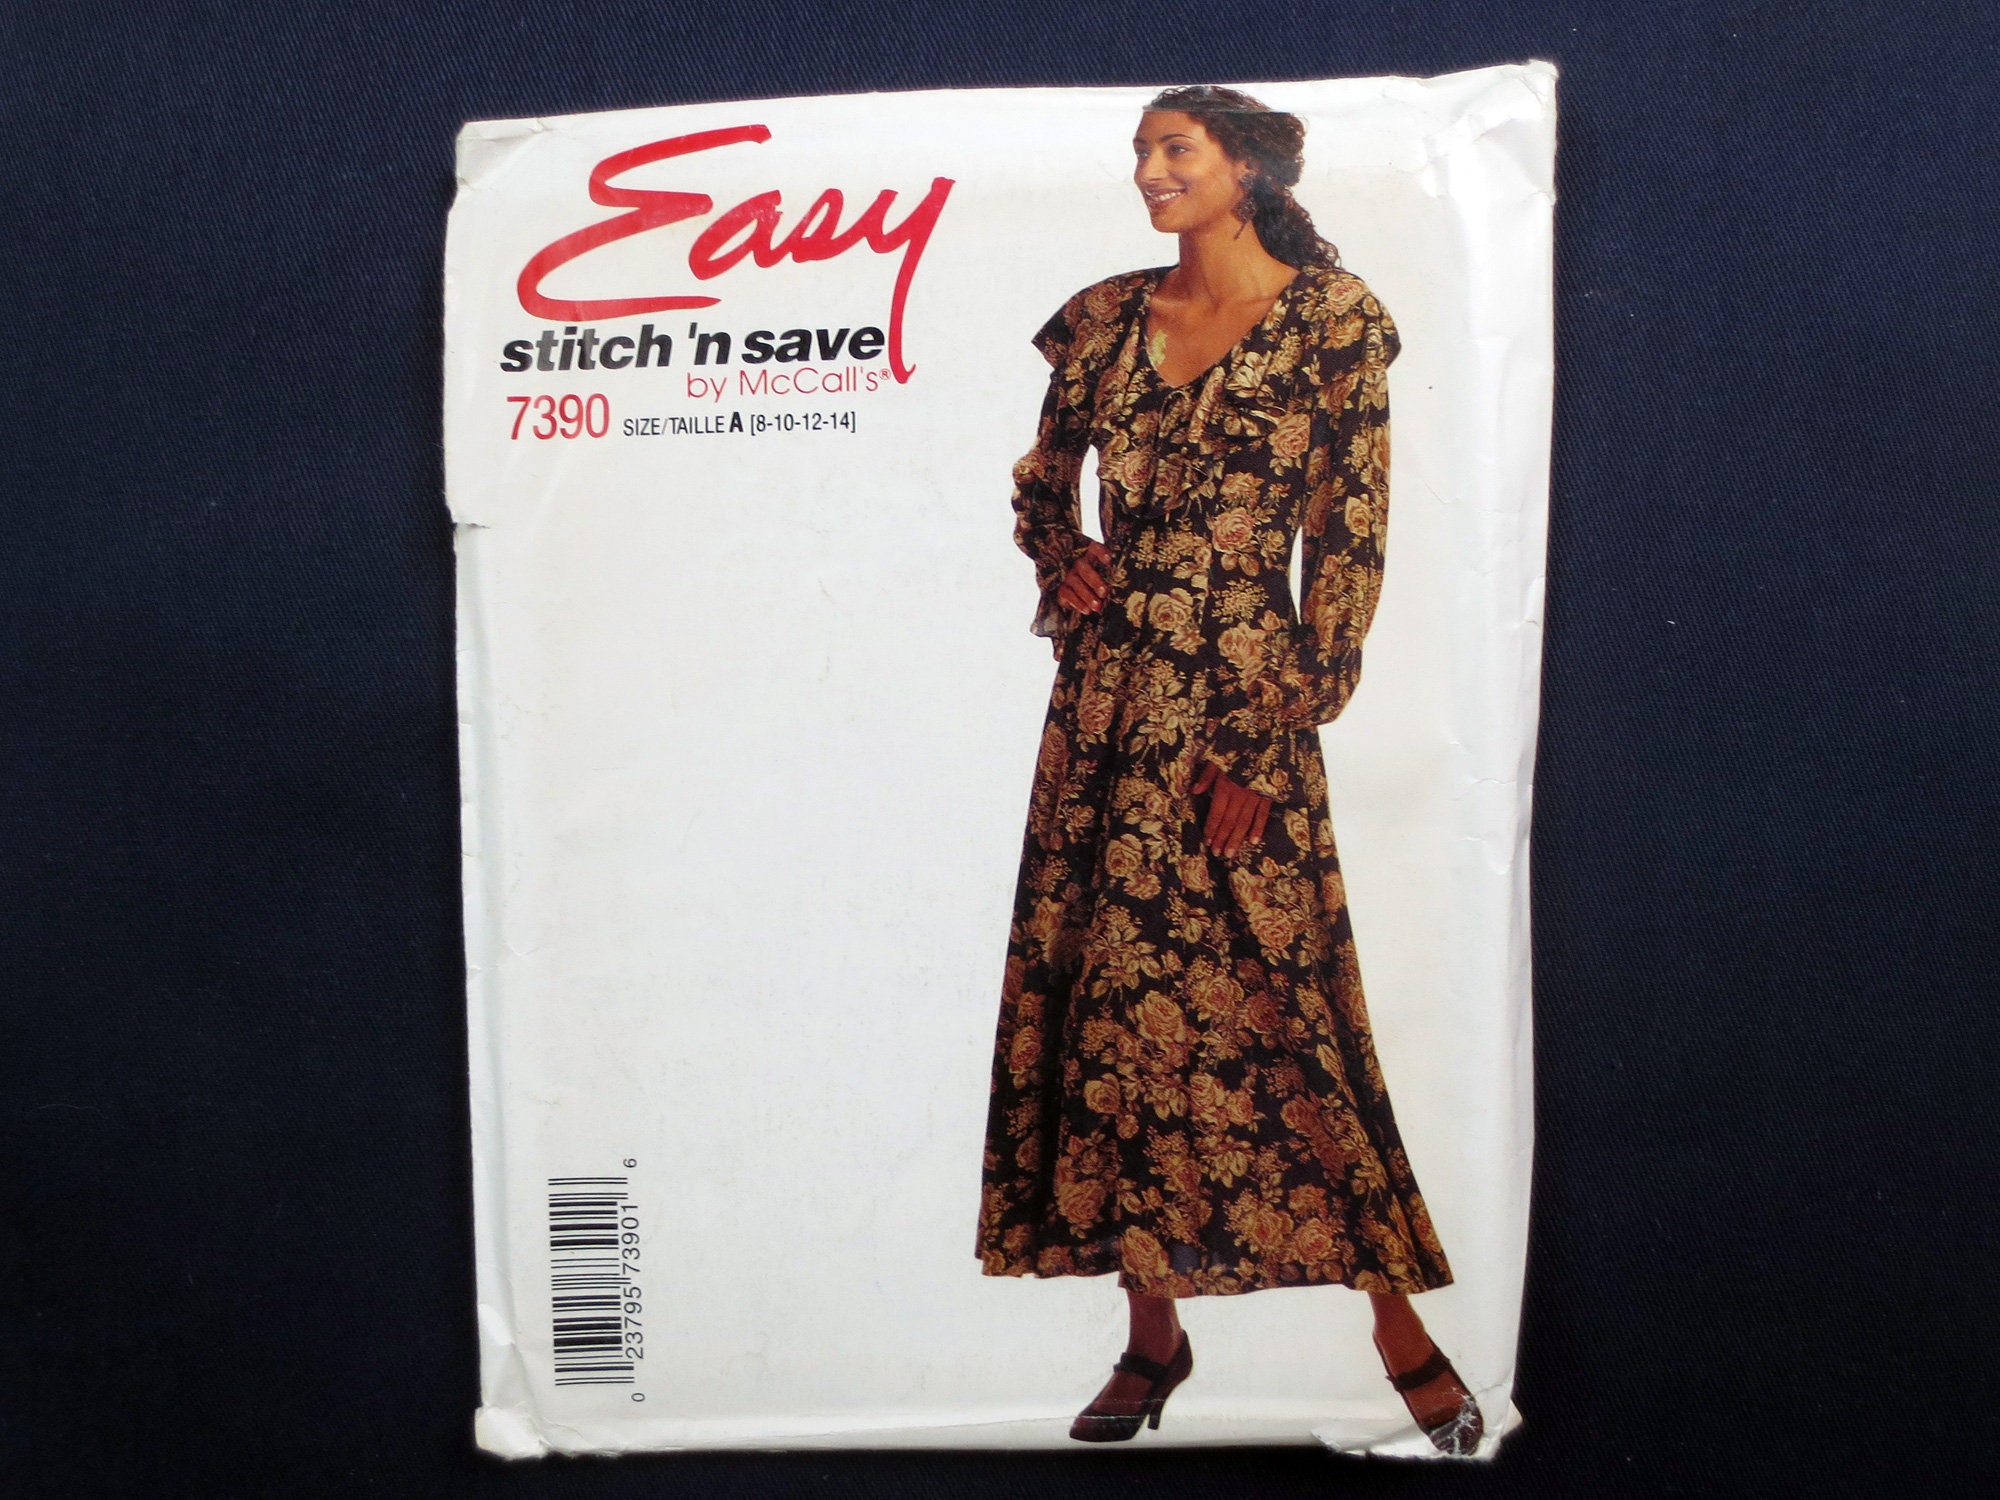 Easy
stitch 'n save
by McCall's®
7390 SIZE/TAILLE A [8-10-12-14]
0 23795 73901 6